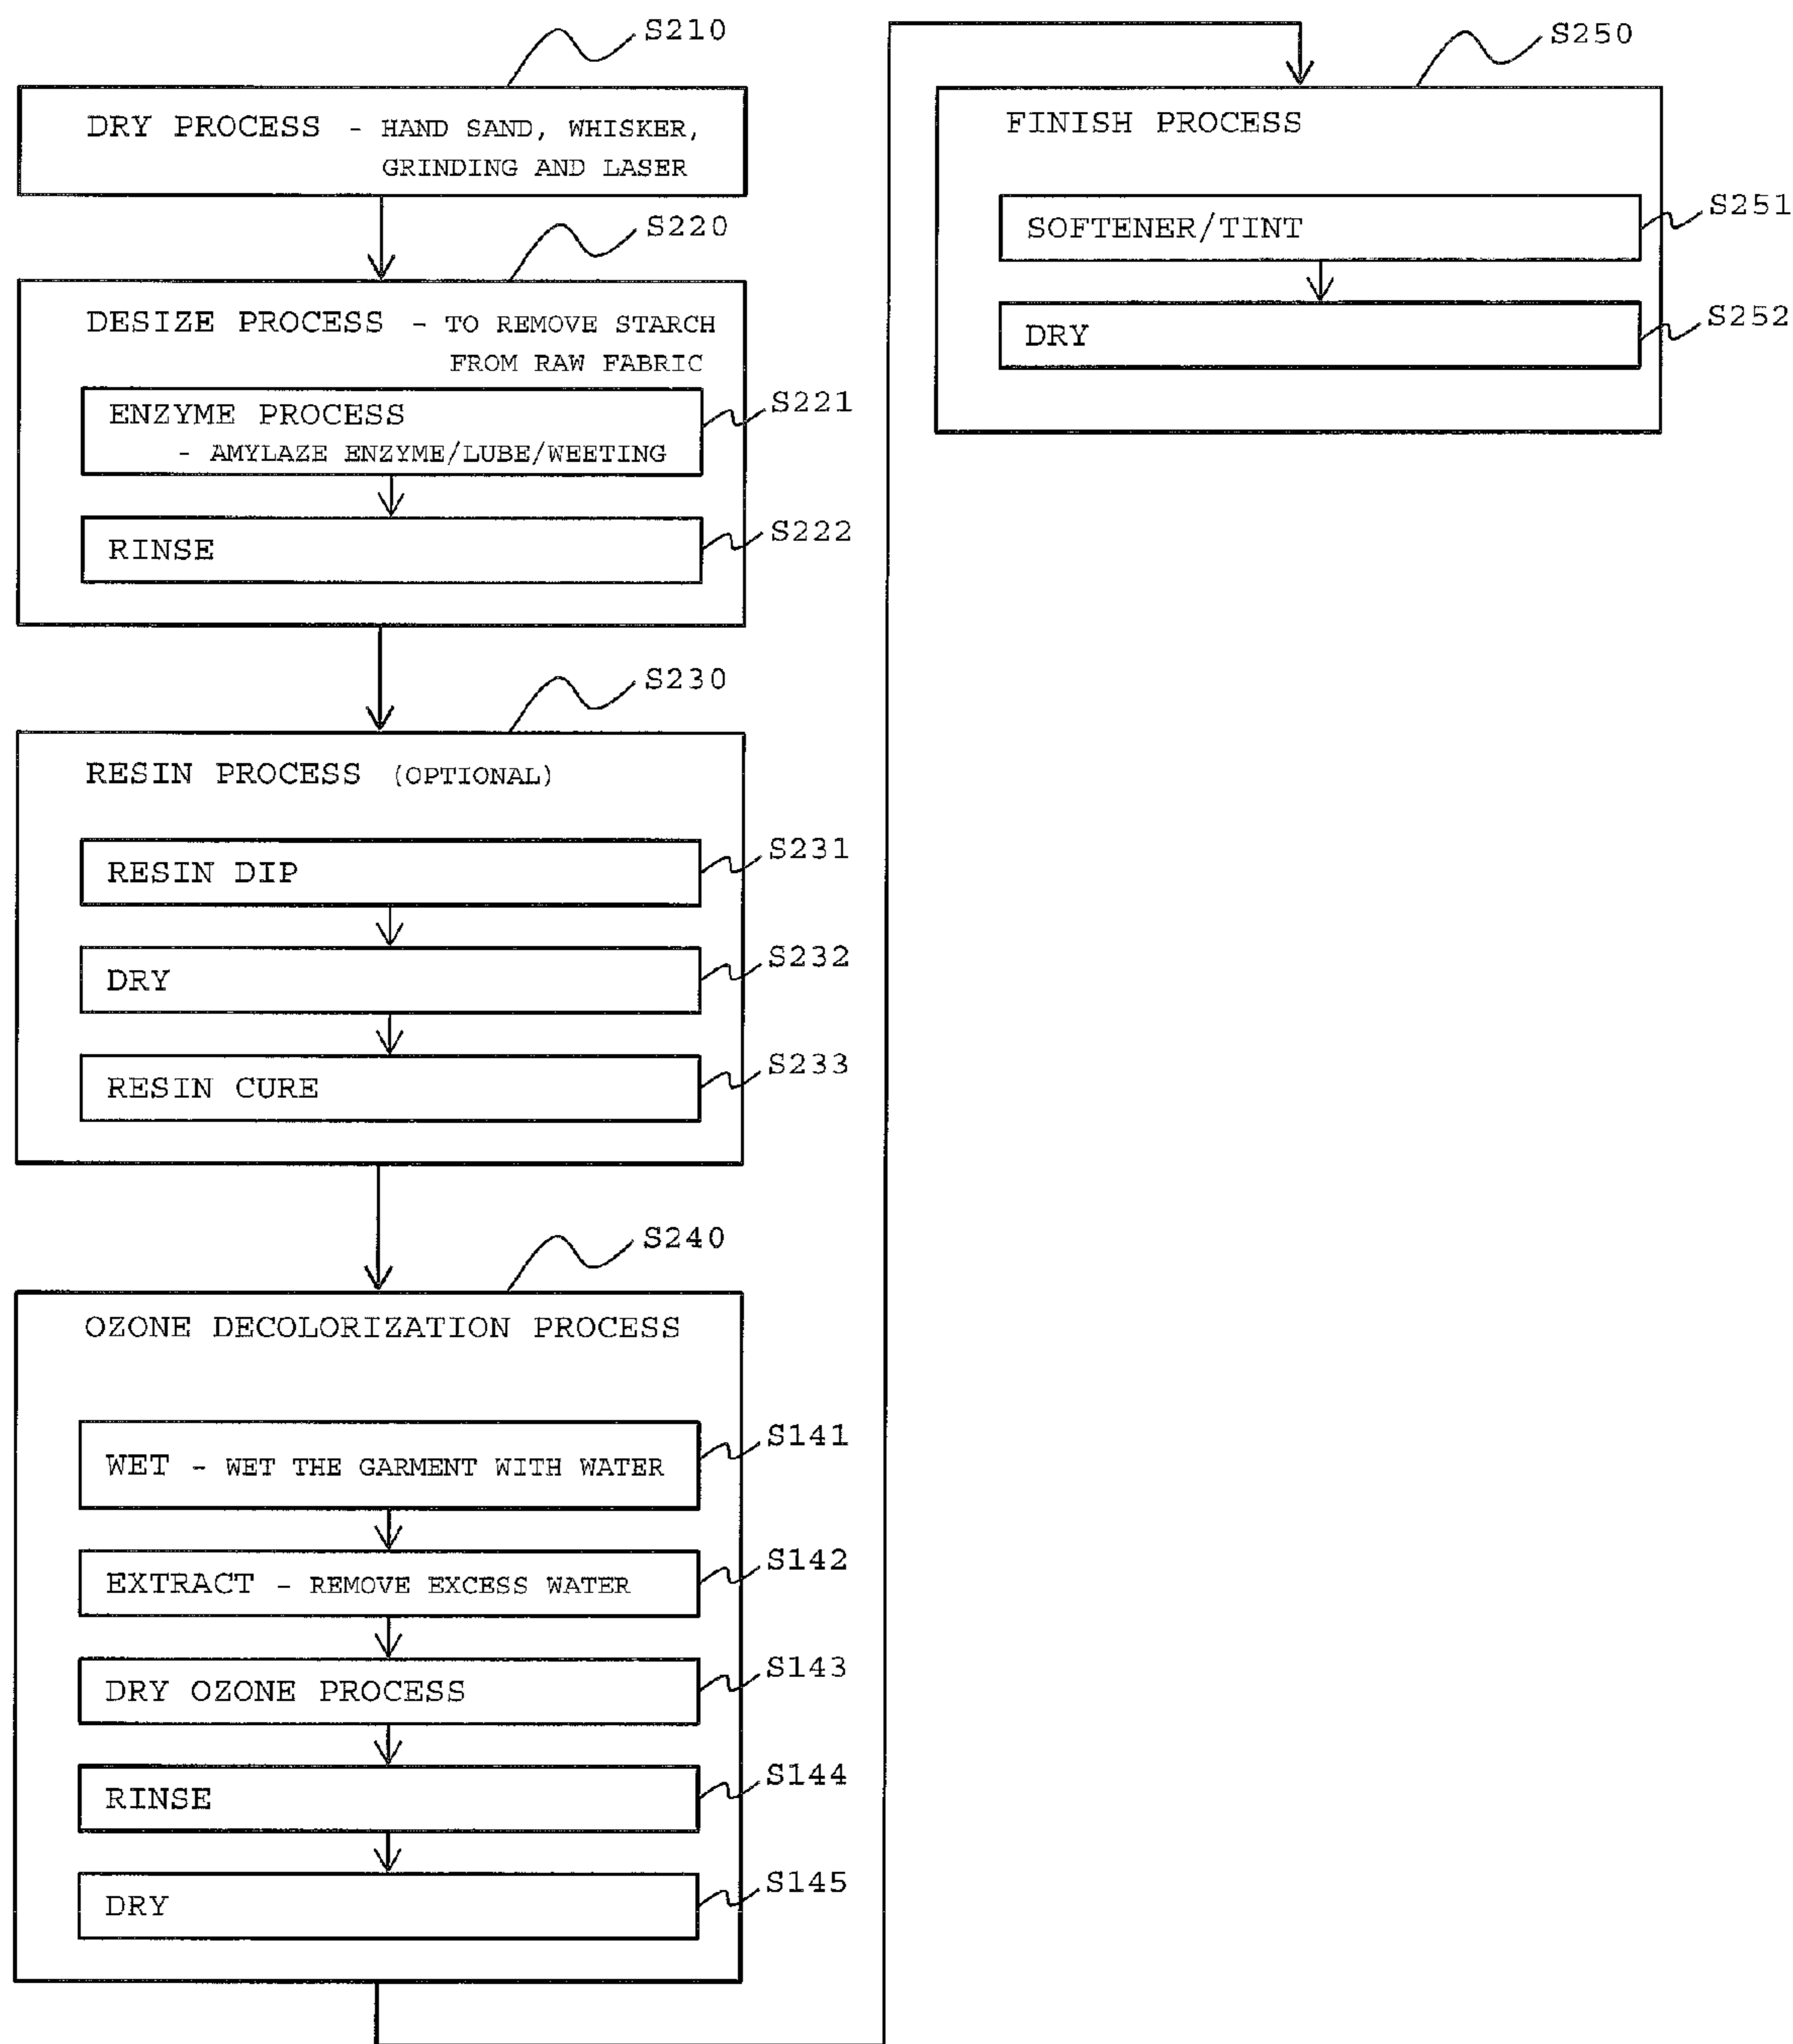 S210
DRY PROCESS - HAND SAND, WHISKER,
GRINDING AND LASER
S220
DESIZE PROCESS - TO REMOVE STARCH
FROM RAW FABRIC
S221
ENZYME PROCESS
- AMYLAZE ENZYME/LUBE/WEETING
S222
RINSE
S230
RESIN PROCESS (OPTIONAL)
S231
RESIN DIP
S232
DRY
S233
RESIN CURE
S240
OZONE DECOLORIZATION PROCESS
S141
WET - WET THE GARMENT WITH WATER
S142
EXTRACT - REMOVE EXCESS WATER
S143
DRY OZONE PROCESS
S144
RINSE
S145
DRY
S250
FINISH PROCESS
S251
SOFTENER/TINT
S252
DRY